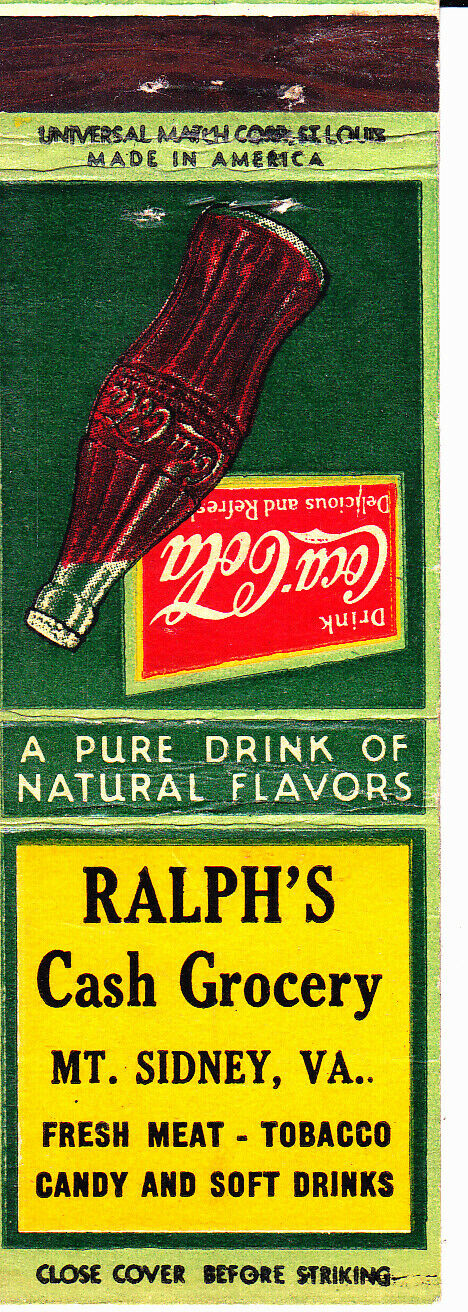 UNIVERSAL MATCH CORP., ST. LOUIS
MADE IN AMERICA
Drink
Coca-Cola
Delicious and Refres
A PURE DRINK OF
NATURAL FLAVORS
RALPH'S
Cash Grocery
MT. SIDNEY, VA..
FRESH MEAT - TOBACCO
CANDY AND SOFT DRINKS
CLOSE COVER BEFORE STRIKING